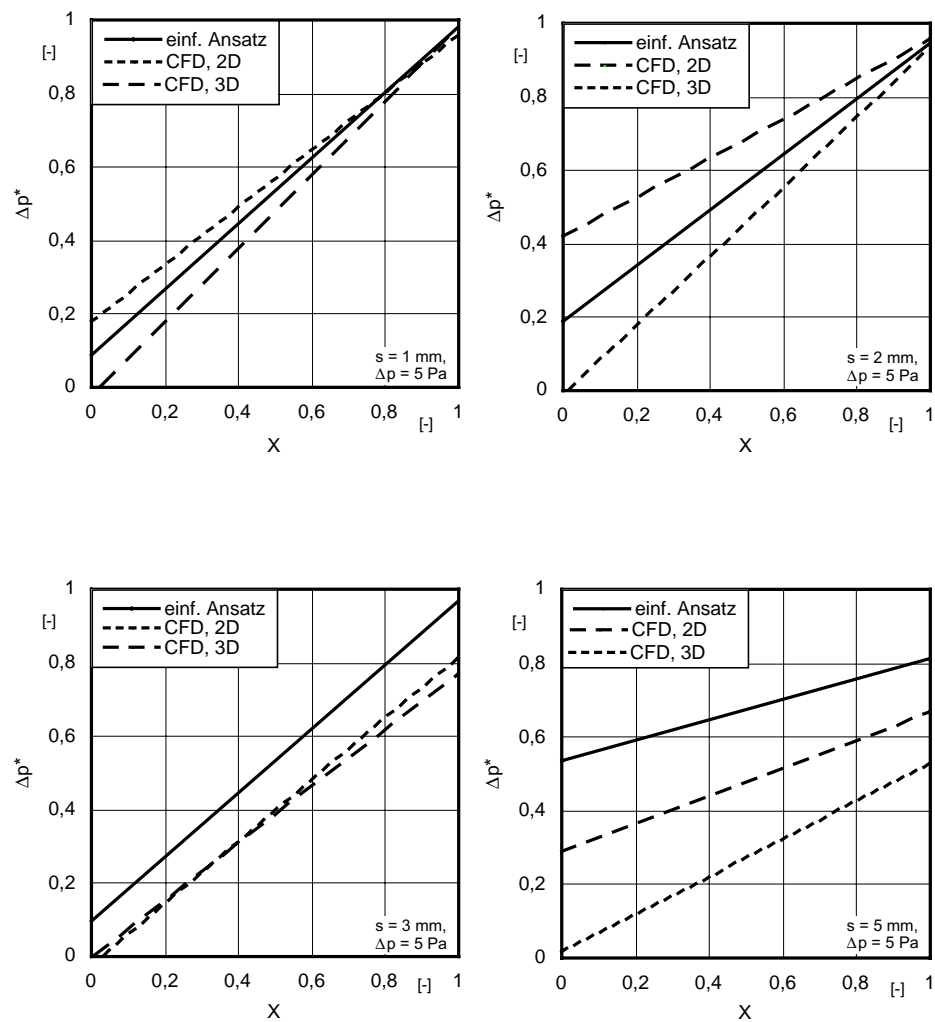 1
[-]
0,8
0,6
Δp*
0,4
0,2
0
einf. Ansatz
CFD, 2D
CFD, 3D
s = 1 mm,
Δp = 5 Pa
0 0,2 0,4 0,6 0,8 1
[-]
X
1
[-]
0,8
0,6
Δp*
0,4
0,2
0
einf. Ansatz
CFD, 2D
CFD, 3D
s = 2 mm,
Δp = 5 Pa
0 0,2 0,4 0,6 0,8 1
[-]
X
1
[-]
0,8
0,6
Δp*
0,4
0,2
0
einf. Ansatz
CFD, 2D
CFD, 3D
s = 3 mm,
Δp = 5 Pa
0 0,2 0,4 0,6 0,8 1
[-]
X
1
[-]
0,8
0,6
Δp*
0,4
0,2
0
einf. Ansatz
CFD, 2D
CFD, 3D
s = 5 mm,
Δp = 5 Pa
0 0,2 0,4 0,6 0,8 1
[-]
X